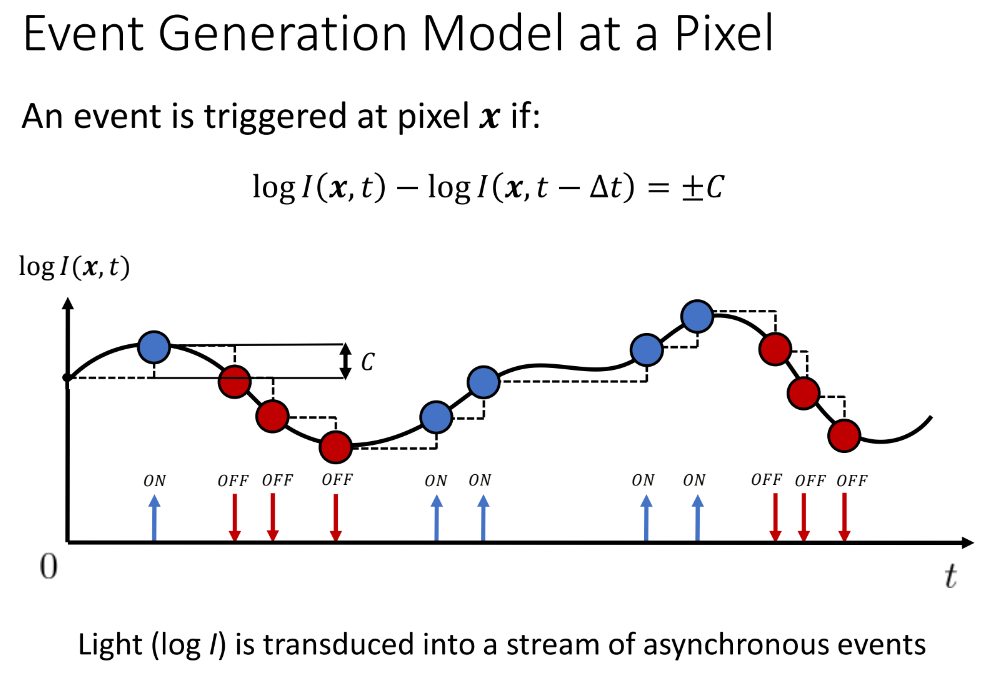 Event Generation Model at a Pixel
An event is triggered at pixel x if:
log I(x, t) − log I(x, t − Δt) = ±C
log I(x, t)
C
ON OFF OFF OFF ON ON ON ON OFF OFF OFF
0
t
Light (log I) is transduced into a stream of asynchronous events